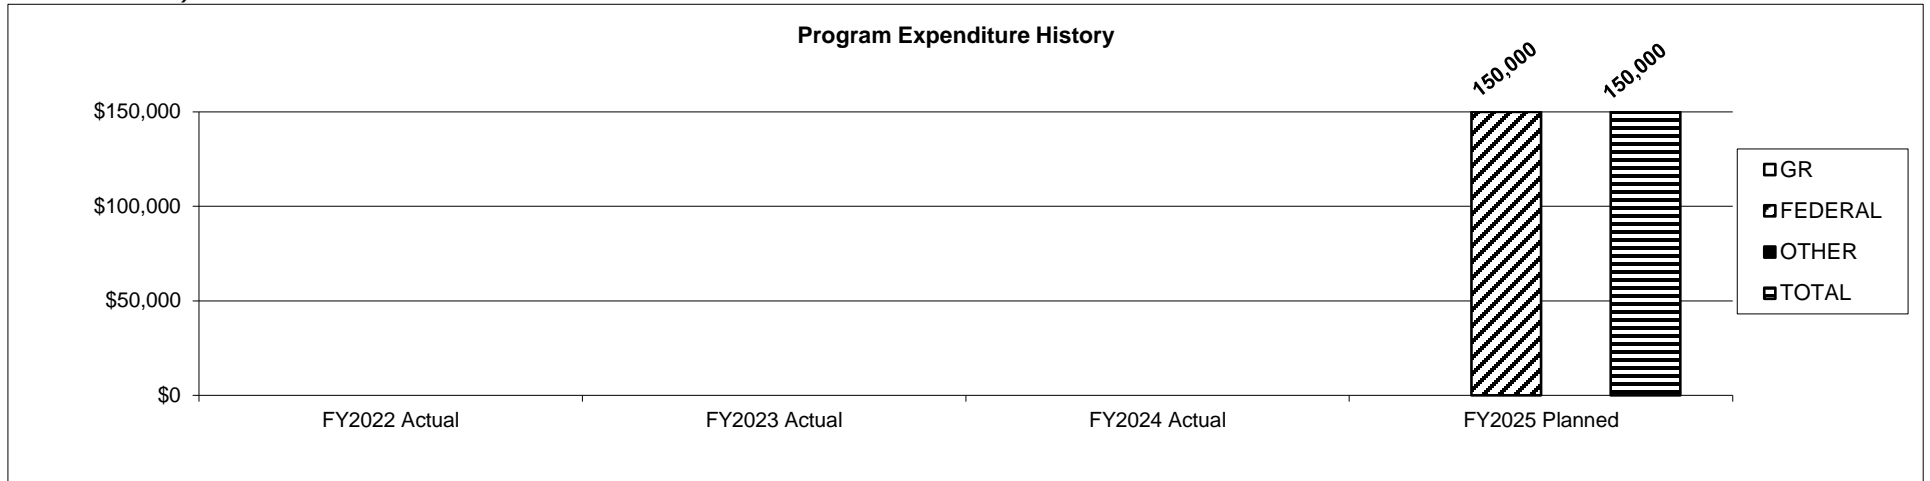 Program Expenditure History
150,000
150,000
$150,000
$100,000
$50,000
$0
FY2022 Actual
FY2023 Actual
FY2024 Actual
FY2025 Planned
GR
FEDERAL
OTHER
TOTAL